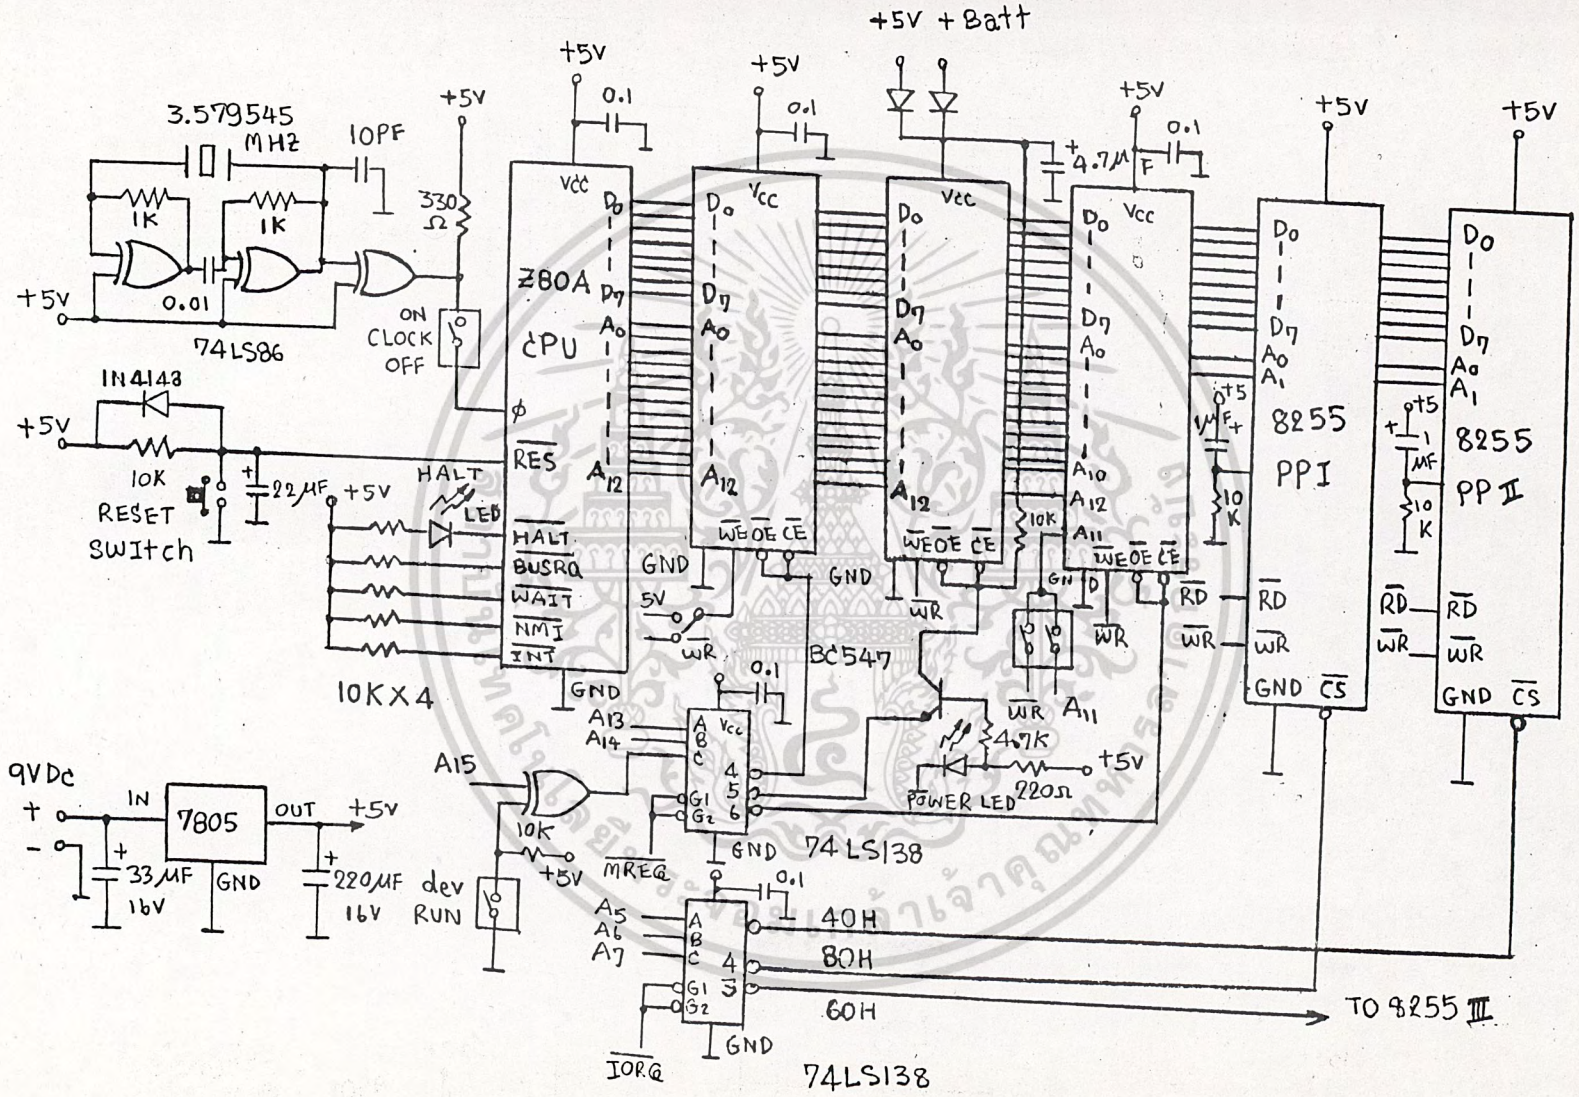 +5V + Batt
+5V
+5V
+5V
+5V
+5V
+5V
3.579545
MHZ
10PF
0.1
0.1
4.7µF
0.1
1K
1K
330
Ω
+5V
0.01
74LS86
ON
CLOCK
OFF
VCC
D0
D7
Z80A
CPU
A0
A12
φ
RES
HALT
BUSRQ
WAIT
NMI
INT
GND
VCC
D0
D7
A0
A12
WE OE CE
GND
VCC
D0
D7
A0
A12
WE OE CE
GND
WR
VCC
D0
D7
A0
A10
A12
A11
WE OE CE
GND
WR
10K
D0
D7
A0
A1
+5
1µF
8255
PPI
10
K
RD
RD
WR
WR
GND CS
D0
D7
A0
A1
+5
1
µF
8255
PP II
10
K
RD
RD
WR
WR
GND CS
1N4148
+5V
10K
RESET
SWItch
22µF
+5V
HALT
LED
10KX4
5V
WR
BC547
WR
A11
4.7K
+5V
220Ω
POWER LED
0.1
A13
A14
A15
A
B
C
Vcc
4
5
6
G1
G2
MREQ
GND
74LS138
10K
+5V
dev
RUN
9VDC
+
-
IN
7805
OUT
+5V
GND
33µF
16V
220µF
16V
0.1
A5
A6
A7
A
B
C
4
G1
G2
IORQ
GND
74LS138
40H
80H
60H
TO 8255 III